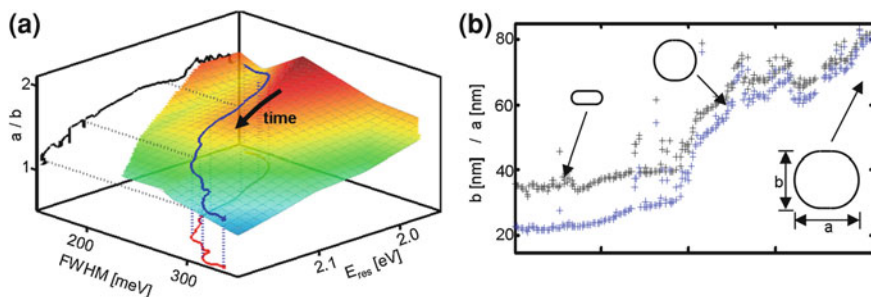 (a)
2
1
a / b
time
200
300
FWHM [meV]
2.1
2.0
E_res [eV]
(b)
80
60
40
20
b [nm] / a [nm]
b
a